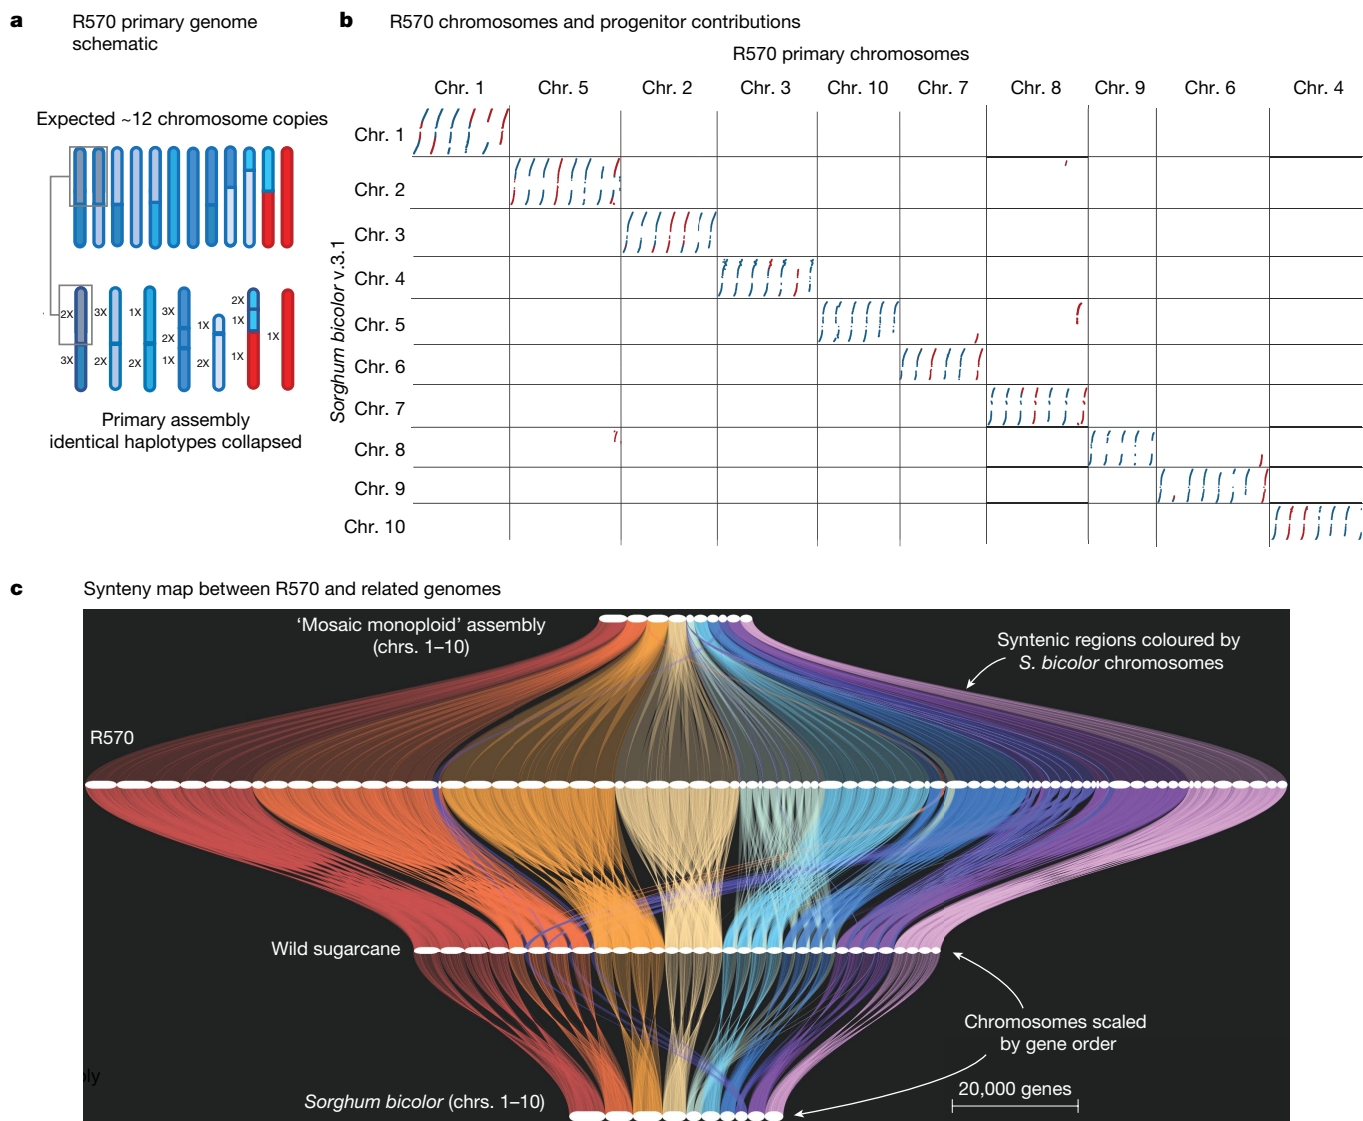 a R570 primary genome
schematic
Expected ~12 chromosome copies
2X 3X 1X 3X 2X 1X 1X 2X 1X
3X 2X 2X 1X 2X 1X 1X
Primary assembly
identical haplotypes collapsed
b R570 chromosomes and progenitor contributions
R570 primary chromosomes
Chr. 1 Chr. 5 Chr. 2 Chr. 3 Chr. 10 Chr. 7 Chr. 8 Chr. 9 Chr. 6 Chr. 4
Sorghum bicolor v.3.1
Chr. 1
Chr. 2
Chr. 3
Chr. 4
Chr. 5
Chr. 6
Chr. 7
Chr. 8
Chr. 9
Chr. 10
c Synteny map between R570 and related genomes
'Mosaic monoploid' assembly
(chrs. 1–10)
Syntenic regions coloured by
S. bicolor chromosomes
R570
Wild sugarcane
Chromosomes scaled
by gene order
20,000 genes
bly
Sorghum bicolor (chrs. 1–10)